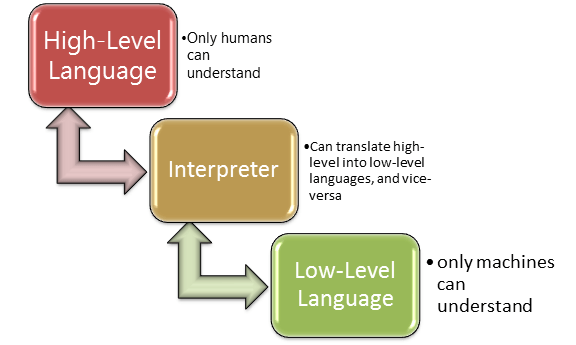 High-Level
Language
•Only humans
can
understand
Interpreter
•Can translate high-
level into low-level
languages, and vice-
versa
Low-Level
Language
• only machines
can
understand